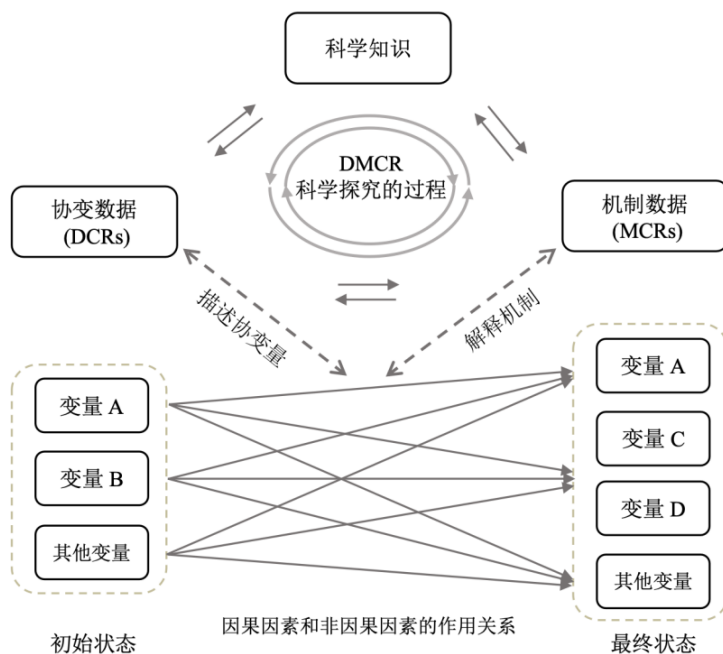 科学知识
DMCR
科学探究的过程
协变数据
(DCRs)
机制数据
(MCRs)
描述协变量
解释机制
变量 A
变量 B
其他变量
变量 A
变量 C
变量 D
其他变量
初始状态
因果因素和非因果因素的作用关系
最终状态